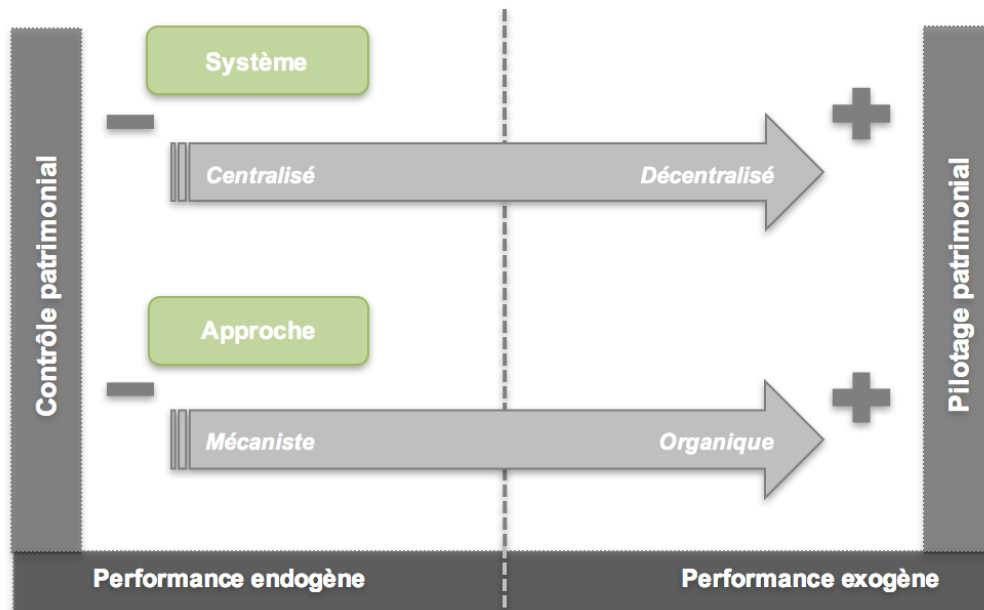 Système
Centralisé
Décentralisé
Contrôle patrimonial
Pilotage patrimonial
Approche
Mécaniste
Organique
Performance endogène
Performance exogène